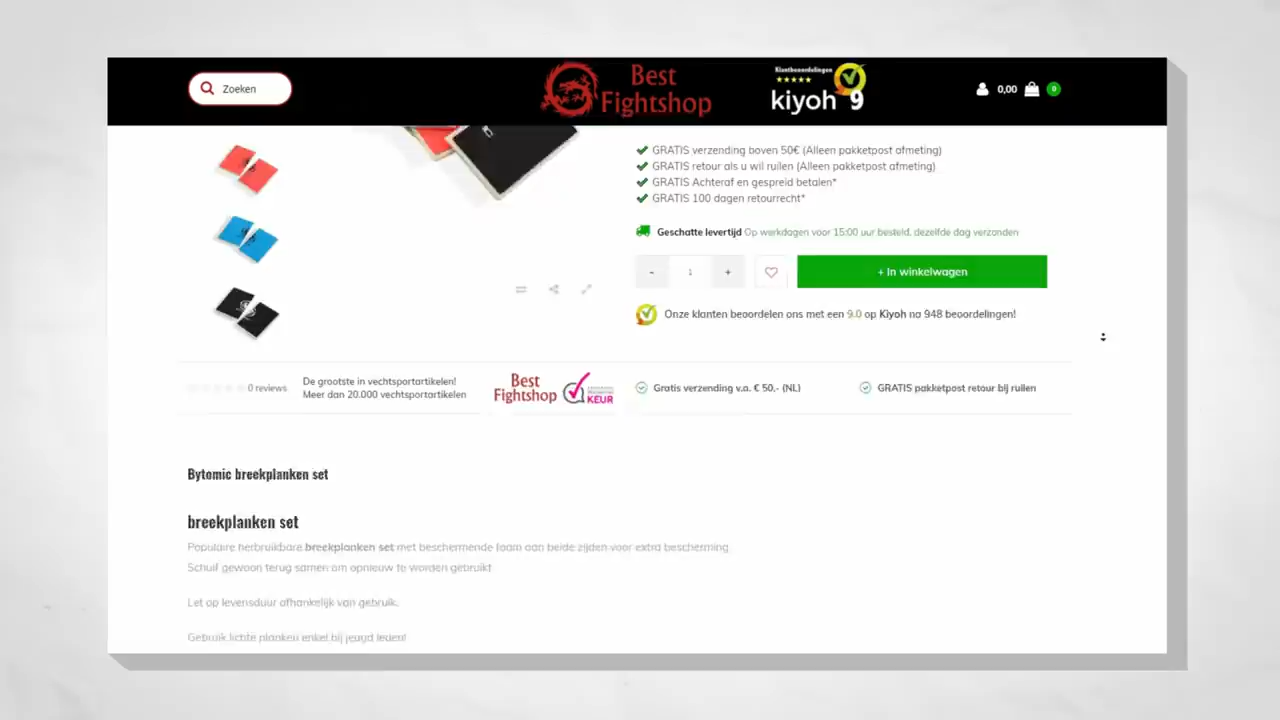 Zoeken
Best
Fightshop
Klantbeoordelingen
kiyoh 9
0,00
0
GRATIS verzending boven 50€ (Alleen pakketpost afmeting)
GRATIS retour als u wil ruilen (Alleen pakketpost afmeting)
GRATIS Achteraf en gespreid betalen*
GRATIS 100 dagen retourrecht*
Geschatte levertijd Op werkdagen voor 15:00 uur besteld, dezelfde dag verzonden
- 1 +
+ In winkelwagen
Onze klanten beoordelen ons met een 9.0 op Kiyoh na 948 beoordelingen!
0 reviews
De grootste in vechtsportartikelen!
Meer dan 20.000 vechtsportartikelen
Best
Fightshop
KEUR
Gratis verzending v.a. € 50,- (NL)
GRATIS pakketpost retour bij ruilen
Bytomic breekplanken set
breekplanken set
Populaire herbruikbare breekplanken set met beschermende foam aan beide zijden voor extra bescherming
Schuif gewoon terug samen om opnieuw te worden gebruikt
Let op levensduur afhankelijk van gebruik.
Gebruik lichte planken enkel bij jeugd leden!